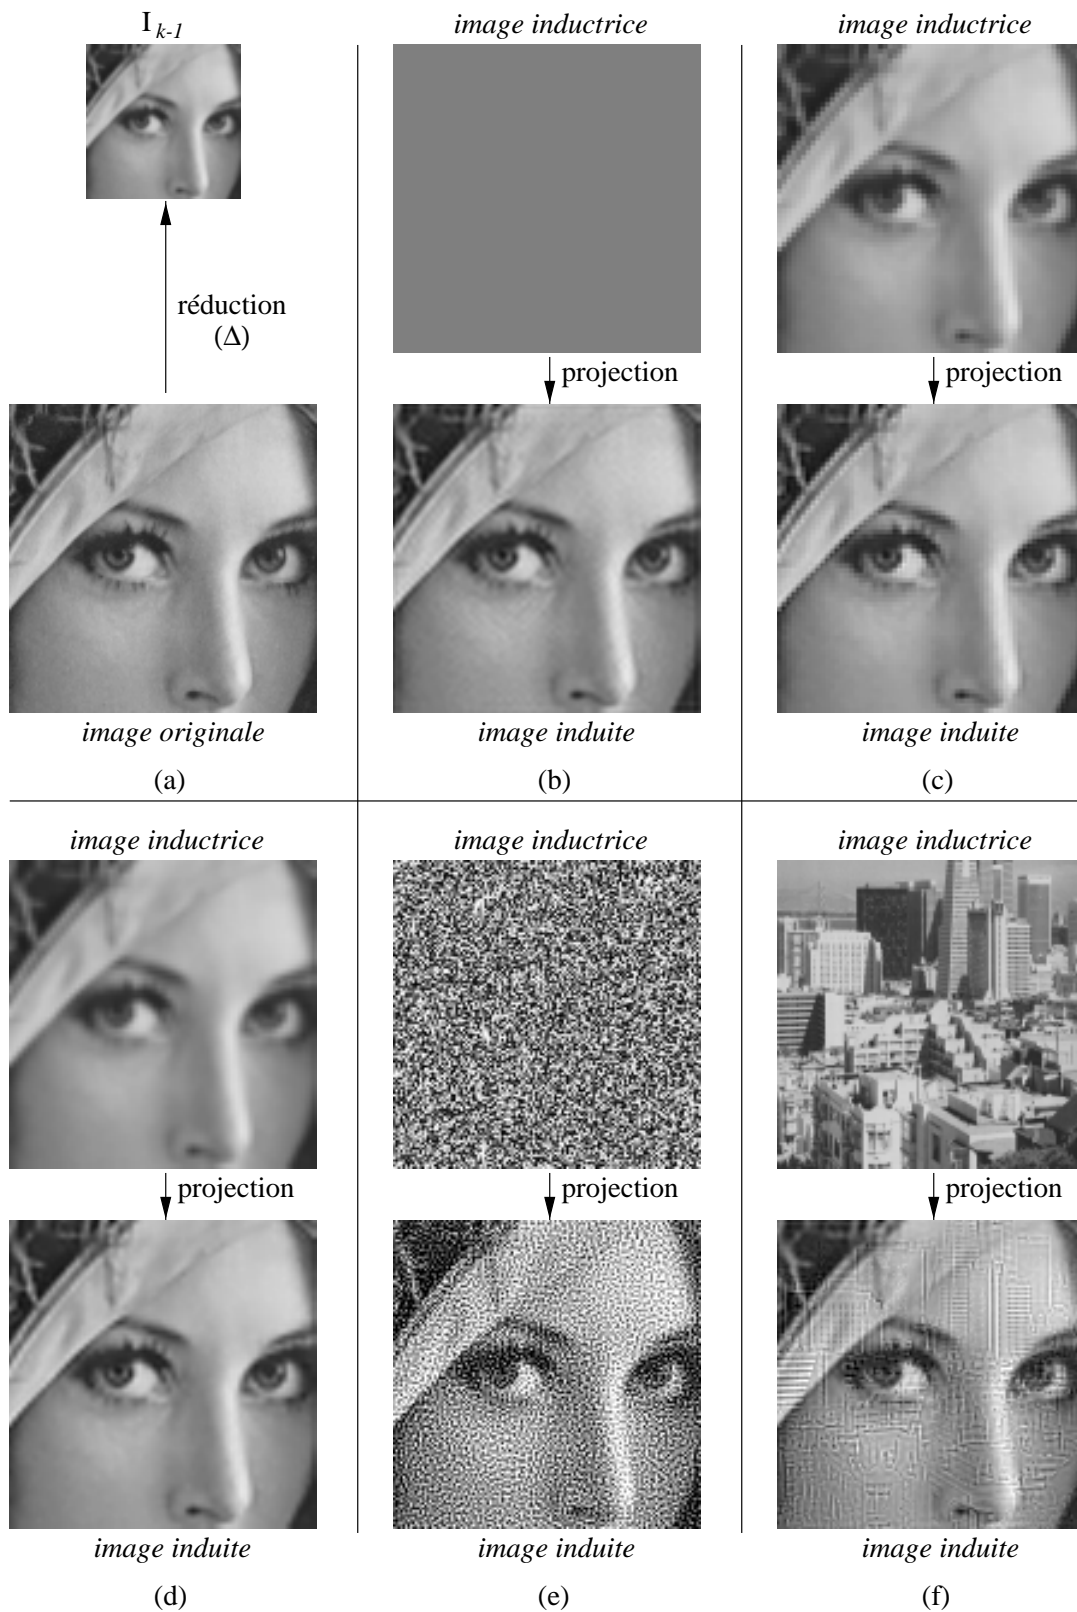 I k-1
réduction
(Δ)
image originale
(a)
image inductrice
projection
image induite
(b)
image inductrice
projection
image induite
(c)
image inductrice
projection
image induite
(d)
image inductrice
projection
image induite
(e)
image inductrice
projection
image induite
(f)